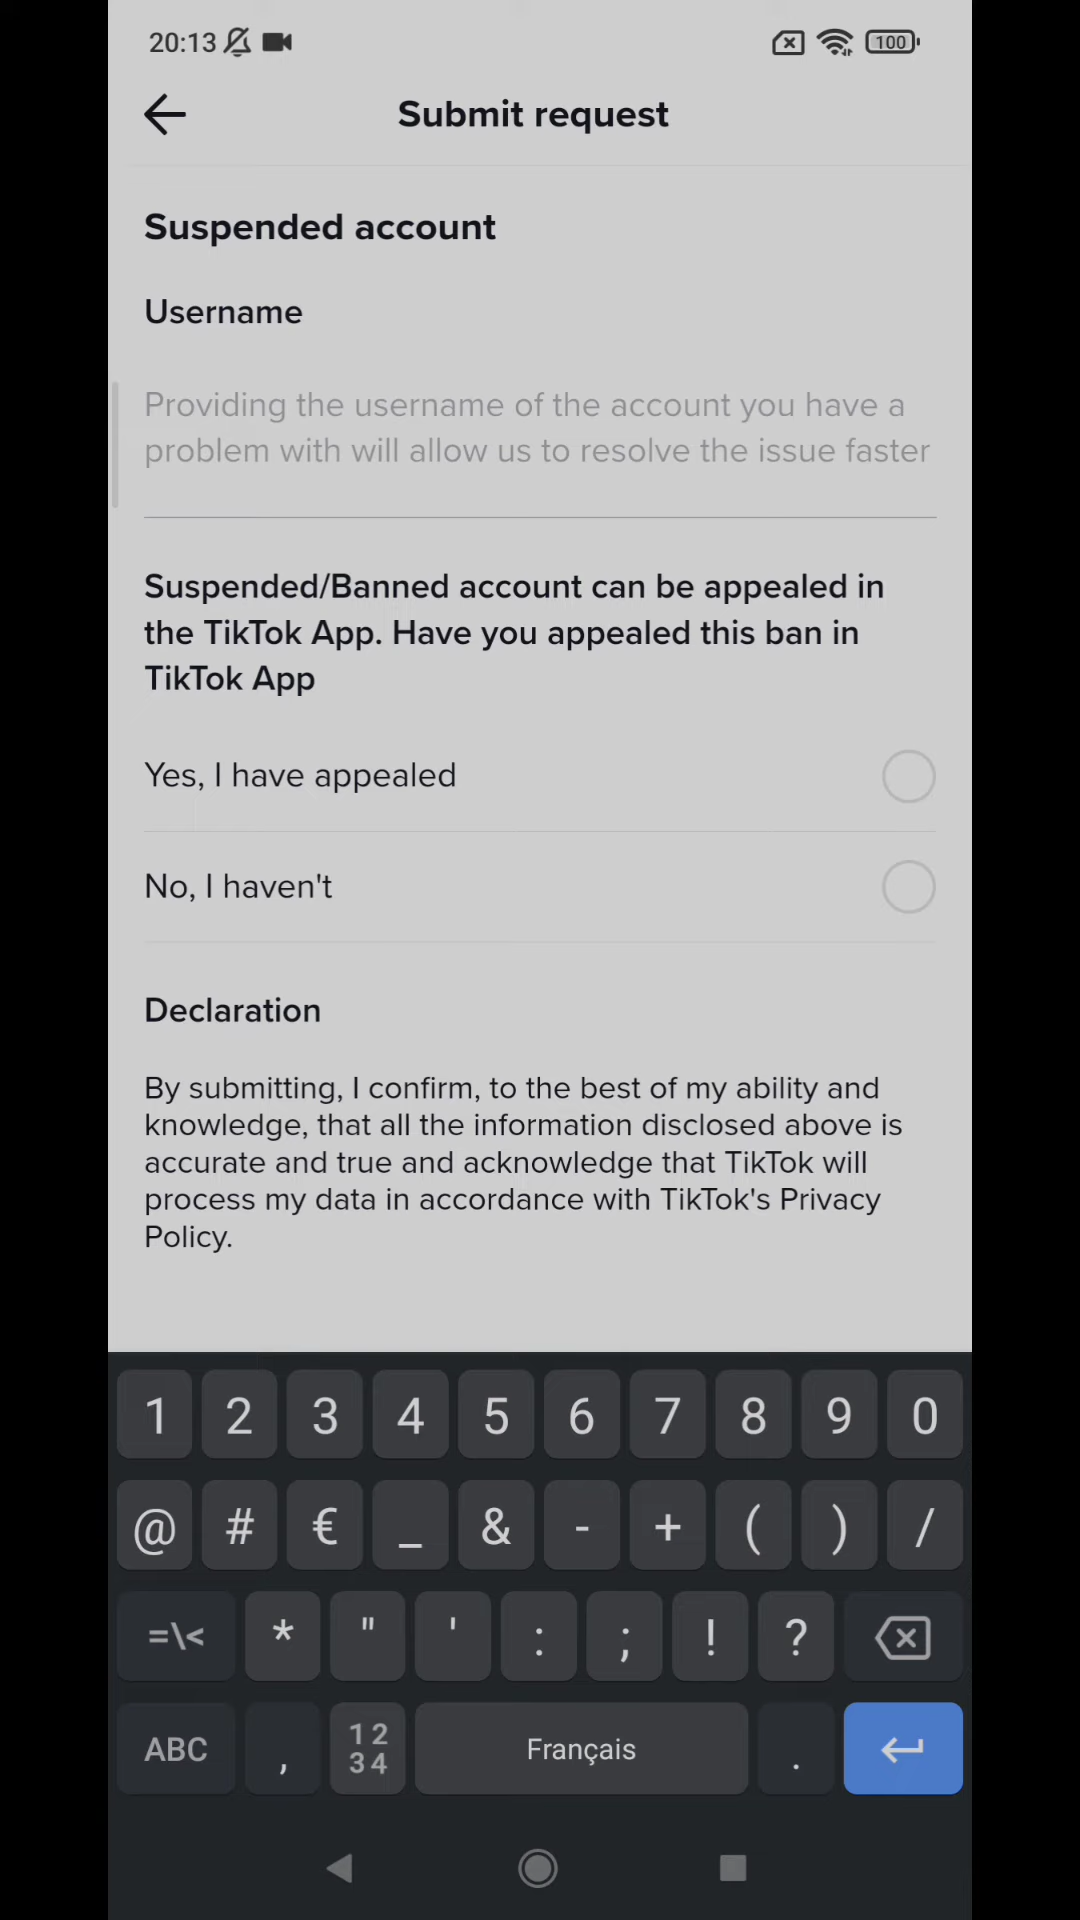 20:13 100
Submit request
Suspended account
Username
Providing the username of the account you have a
problem with will allow us to resolve the issue faster
Suspended/Banned account can be appealed in
the TikTok App. Have you appealed this ban in
TikTok App
Yes, I have appealed
No, I haven't
Declaration
By submitting, I confirm, to the best of my ability and
knowledge, that all the information disclosed above is
accurate and true and acknowledge that TikTok will
process my data in accordance with TikTok's Privacy
Policy.
1 2 3 4 5 6 7 8 9 0
@ # € _ & - + ( ) /
=\< * " ' : ; ! ?
ABC , 12 34 Français .